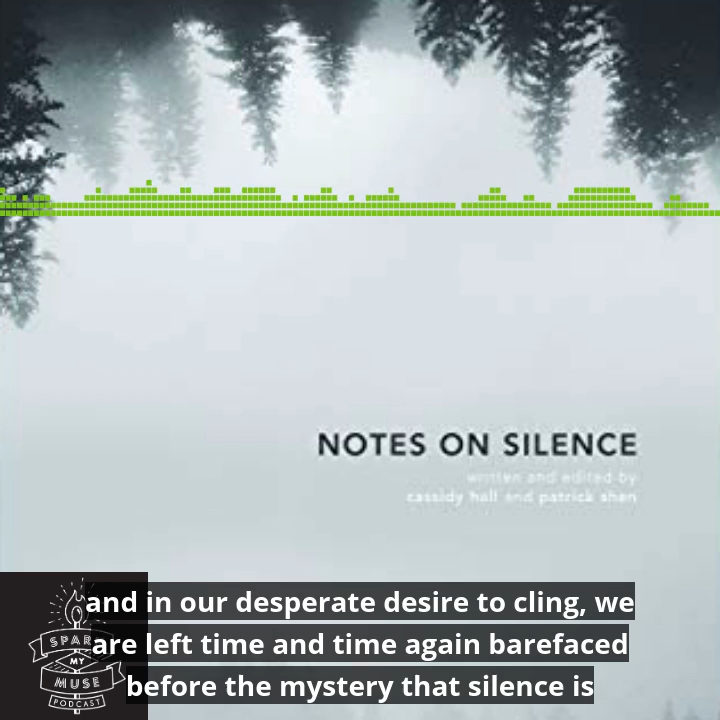 NOTES ON SILENCE
written and edited by
cassidy hall and patrick shen
and in our desperate desire to cling, we
are left time and time again barefaced
before the mystery that silence is
SPARK
MY
MUSE
PODCAST